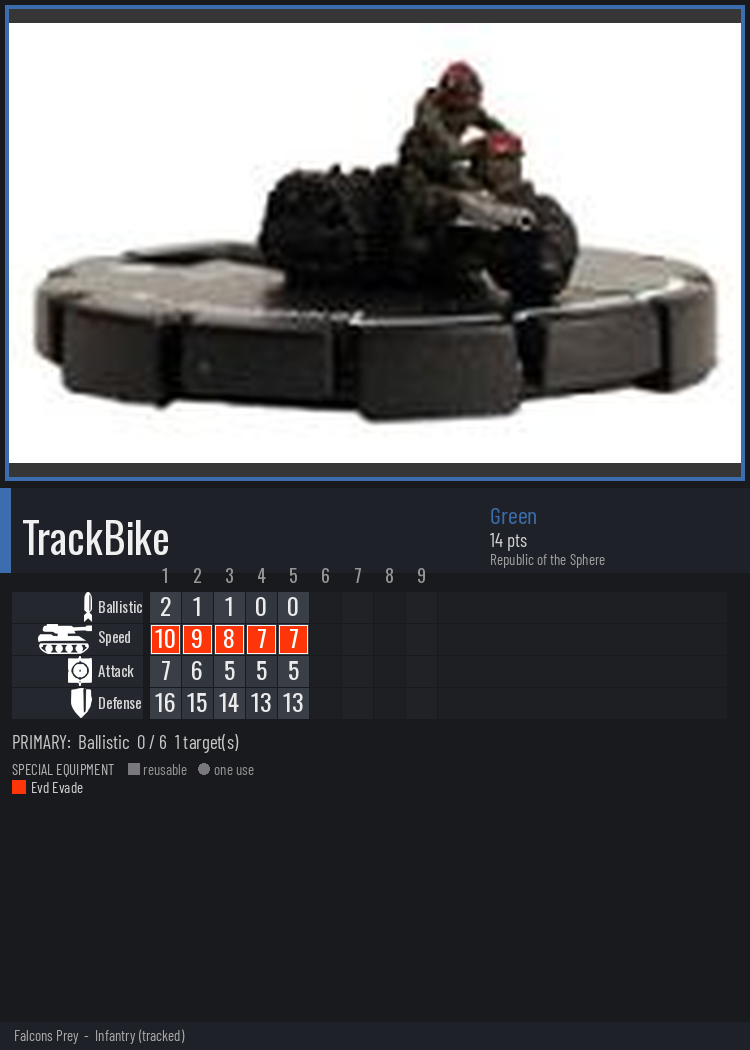 TrackBike
Green
14 pts
Republic of the Sphere
1 2 3 4 5 6 7 8 9
Ballistic 2 1 1 0 0
Speed 10 9 8 7 7
Attack 7 6 5 5 5
Defense 16 15 14 13 13
PRIMARY: Ballistic 0 / 6 1 target(s)
SPECIAL EQUIPMENT reusable one use
Evd Evade
Falcons Prey - Infantry (tracked)